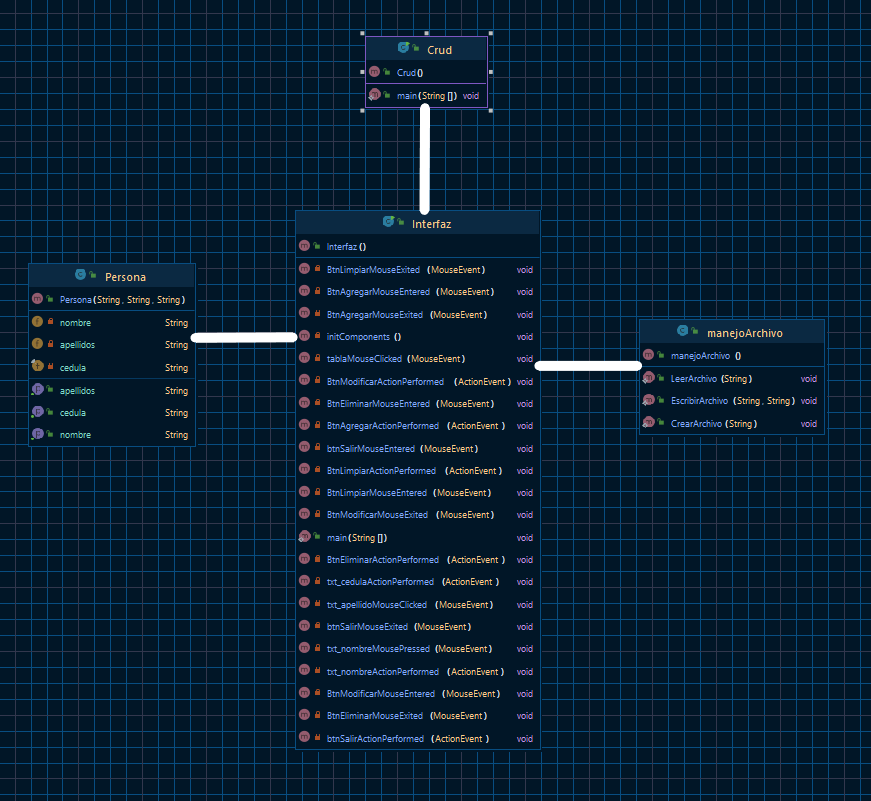 Crud
Crud()
main(String []) void
Interfaz
Interfaz ()
BtnLimpiarMouseExited (MouseEvent) void
BtnAgregarMouseEntered (MouseEvent) void
BtnAgregarMouseExited (MouseEvent) void
initComponents () void
tablaMouseClicked (MouseEvent) void
BtnModificarActionPerformed (ActionEvent ) void
BtnEliminarMouseEntered (MouseEvent) void
BtnAgregarActionPerformed (ActionEvent ) void
btnSalirMouseEntered (MouseEvent) void
BtnLimpiarActionPerformed (ActionEvent ) void
BtnLimpiarMouseEntered (MouseEvent) void
BtnModificarMouseExited (MouseEvent) void
main(String []) void
BtnEliminarActionPerformed (ActionEvent ) void
txt_cedulaActionPerformed (ActionEvent ) void
txt_apellidoMouseClicked (MouseEvent) void
btnSalirMouseExited (MouseEvent) void
txt_nombreMousePressed (MouseEvent) void
txt_nombreActionPerformed (ActionEvent ) void
BtnModificarMouseEntered (MouseEvent) void
BtnEliminarMouseExited (MouseEvent) void
btnSalirActionPerformed (ActionEvent ) void
Persona
Persona(String, String, String)
nombre String
apellidos String
cedula String
apellidos String
cedula String
nombre String
manejoArchivo
manejoArchivo ()
LeerArchivo (String) void
EscribirArchivo (String, String) void
CrearArchivo (String) void